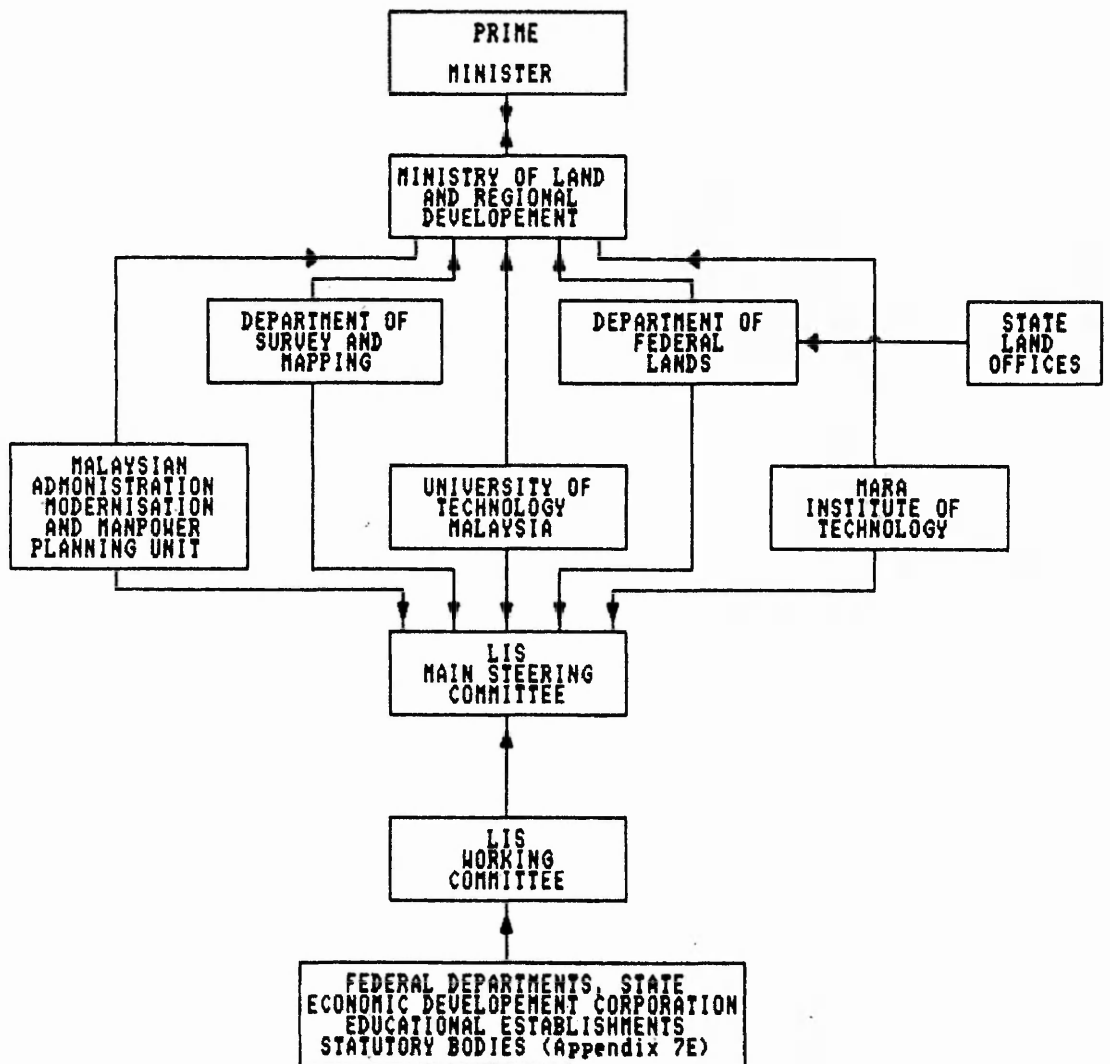 PRIME
MINISTER
MINISTRY OF LAND
AND REGIONAL
DEVELOPEMENT
DEPARTMENT OF
SURVEY AND
MAPPING
DEPARTMENT OF
FEDERAL
LANDS
STATE
LAND
OFFICES
MALAYSIAN
ADMONISTRATION
MODERNISATION
AND MANPOWER
PLANNING UNIT
UNIVERSITY OF
TECHNOLOGY
MALAYSIA
MARA
INSTITUTE OF
TECHNOLOGY
LIS
MAIN STEERING
COMMITTEE
LIS
WORKING
COMMITTEE
FEDERAL DEPARTMENTS, STATE
ECONOMIC DEVELOPEMENT CORPORATION
EDUCATIONAL ESTABLISHMENTS
STATUTORY BODIES (Appendix 7E)